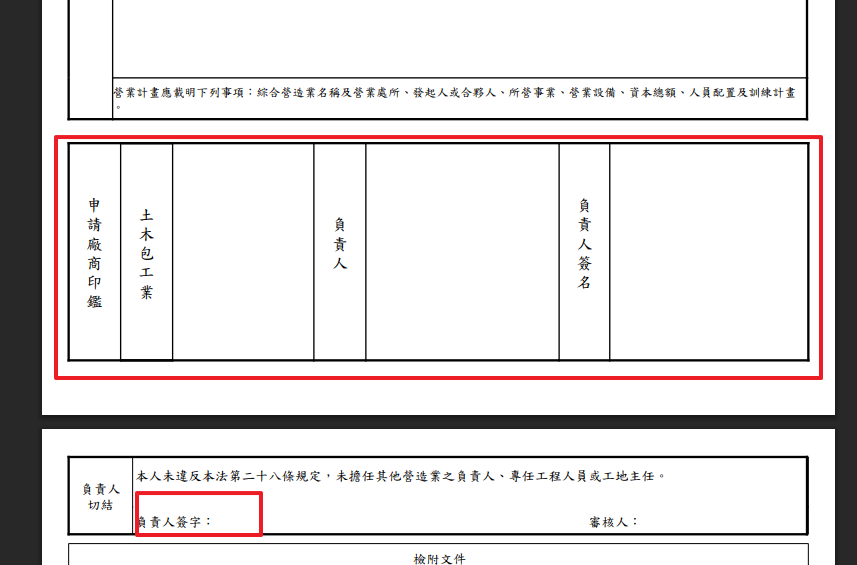 營業計畫應載明下列事項：綜合營造業名稱及營業處所、發起人或合夥人、所營事業、營業設備、資本總額、人員配置及訓練計畫
。
申請廠商印鑑
土木包工業
負責人
負責人簽名
負責人
切結
本人未違反本法第二十八條規定，未擔任其他營造業之負責人、專任工程人員或工地主任。
負責人簽字：
審核人：
檢附文件